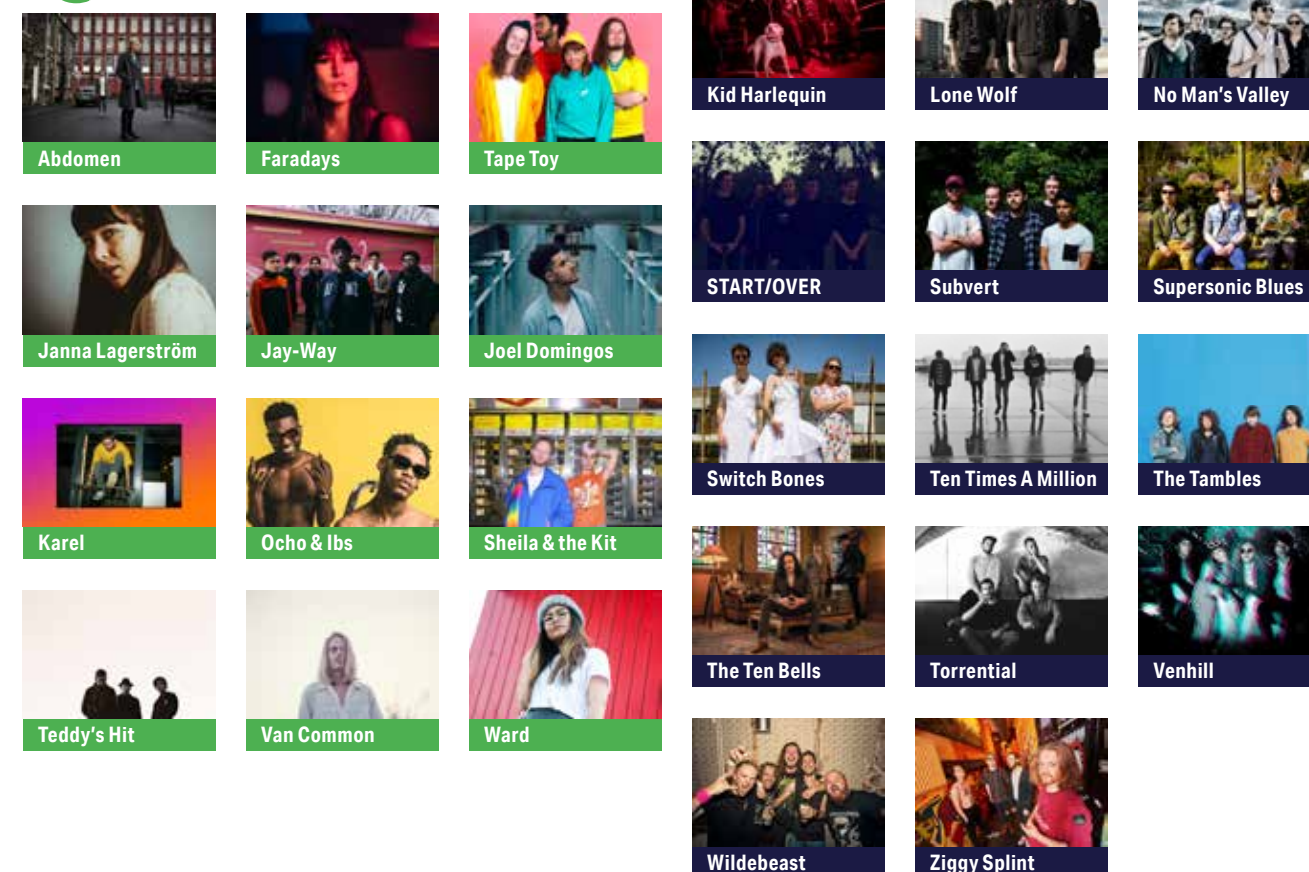 Abdomen
Faradays
Tape Toy
Janna Lagerström
Jay-Way
Joel Domingos
Karel
Ocho & Ibs
Sheila & the Kit
Teddy's Hit
Van Common
Ward
Kid Harlequin
Lone Wolf
No Man's Valley
START/OVER
Subvert
Supersonic Blues
Switch Bones
Ten Times A Million
The Tambles
The Ten Bells
Torrential
Venhill
Wildebeast
Ziggy Splint